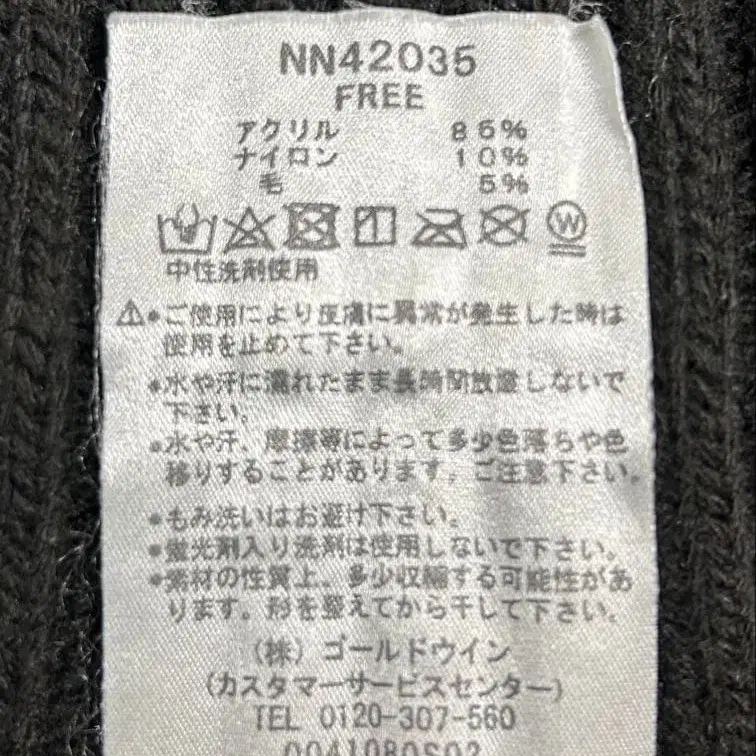 NN42035
FREE
アクリル 85%
ナイロン 10%
毛 5%
W
中性洗剤使用
⚠•ご使用により皮膚に異常が発生した時は
使用を止めて下さい。
•水や汗に濡れたまま長時間放置しないで
下さい。
•水や汗、摩擦等によって多少色落ちや色
移りすることがあります。ご注意下さい。
•もみ洗いはお避け下さい。
•蛍光剤入り洗剤は使用しないで下さい。
•素材の性質上、多少収縮する可能性があ
ります。形を整えてから干して下さい。
(株) ゴールドウイン
(カスタマーサービスセンター)
TEL 0120-307-560
0041080S02